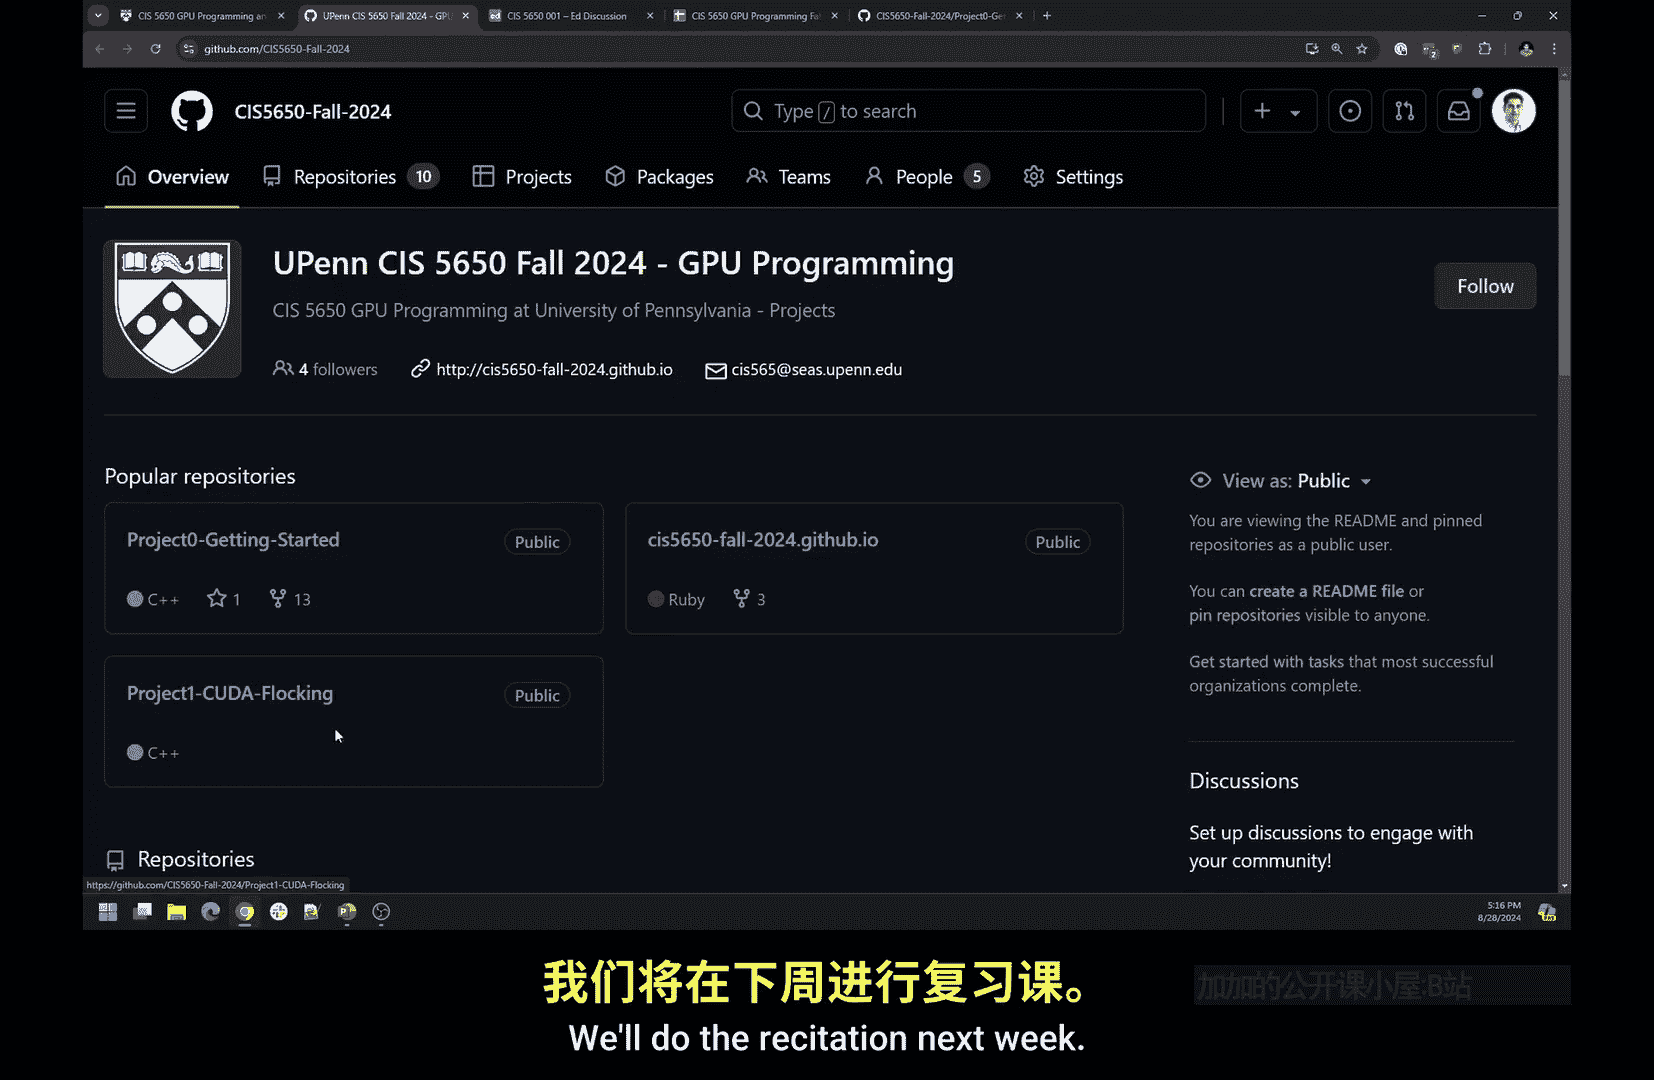 CIS 5650 GPU Programming an
UPenn CIS 5650 Fall 2024 - GPU
CIS 5650 001 – Ed Discussion
CIS 5650 GPU Programming Fa
CIS5650-Fall-2024/Project0-Get
github.com/CIS5650-Fall-2024
CIS5650-Fall-2024
Type / to search
Overview
Repositories 10
Projects
Packages
Teams
People 5
Settings
UPenn CIS 5650 Fall 2024 - GPU Programming
Follow
CIS 5650 GPU Programming at University of Pennsylvania - Projects
4 followers
http://cis5650-fall-2024.github.io
cis565@seas.upenn.edu
Popular repositories
Project0-Getting-Started
Public
C++
1
13
cis5650-fall-2024.github.io
Public
Ruby
3
Project1-CUDA-Flocking
Public
C++
View as: Public
You are viewing the README and pinned
repositories as a public user.
You can create a README file or
pin repositories visible to anyone.
Get started with tasks that most successful
organizations complete.
Discussions
Set up discussions to engage with
your community!
Repositories
https://github.com/CIS5650-Fall-2024/Project1-CUDA-Flocking
5:16 PM
8/28/2024
我们将在下周进行复习课。
加加的公开课小屋:B站
We'll do the recitation next week.